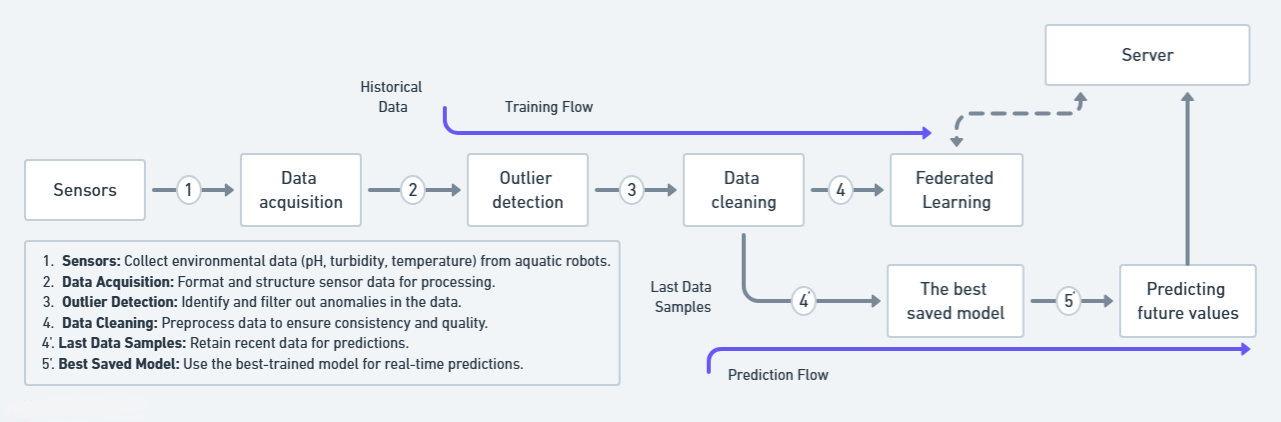 Server
Historical
Data
Training Flow
Sensors
1
Data
acquisition
2
Outlier
detection
3
Data
cleaning
4
Federated
Learning
1. Sensors: Collect environmental data (pH, turbidity, temperature) from aquatic robots.
2. Data Acquisition: Format and structure sensor data for processing.
3. Outlier Detection: Identify and filter out anomalies in the data.
4. Data Cleaning: Preprocess data to ensure consistency and quality.
4'. Last Data Samples: Retain recent data for predictions.
5'. Best Saved Model: Use the best-trained model for real-time predictions.
Last Data
Samples
4'
The best
saved model
5'
Predicting
future values
Prediction Flow